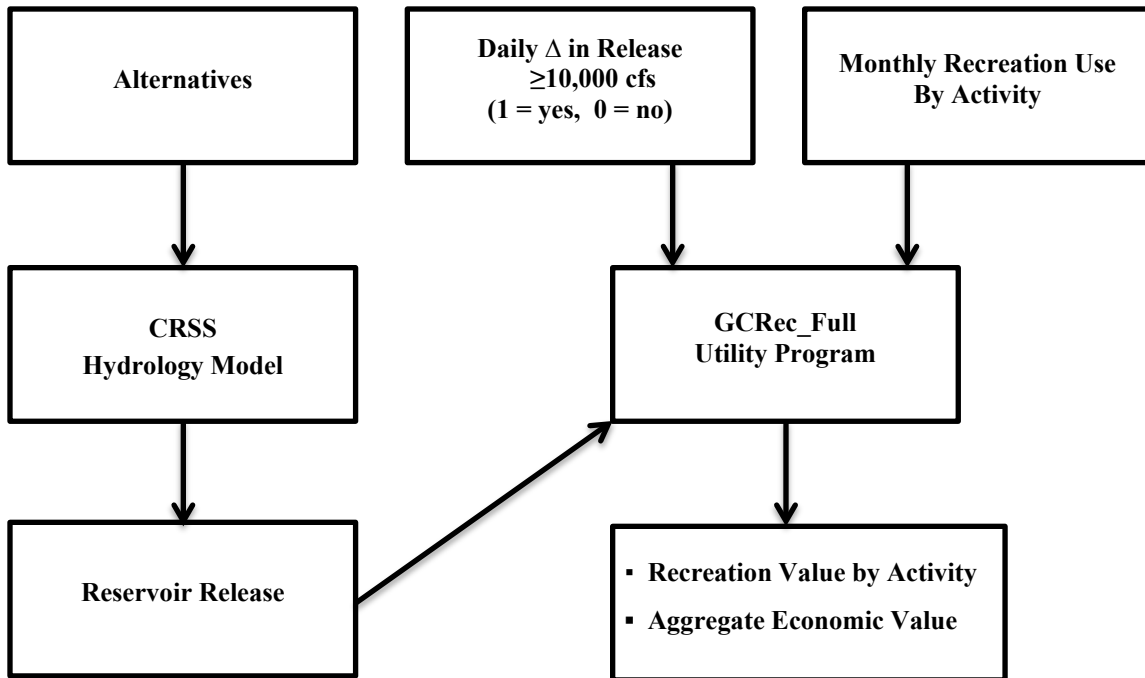 Alternatives
Daily Δ in Release
≥10,000 cfs
(1 = yes, 0 = no)
Monthly Recreation Use
By Activity
CRSS
Hydrology Model
GCRec_Full
Utility Program
Reservoir Release
▪ Recreation Value by Activity
▪ Aggregate Economic Value